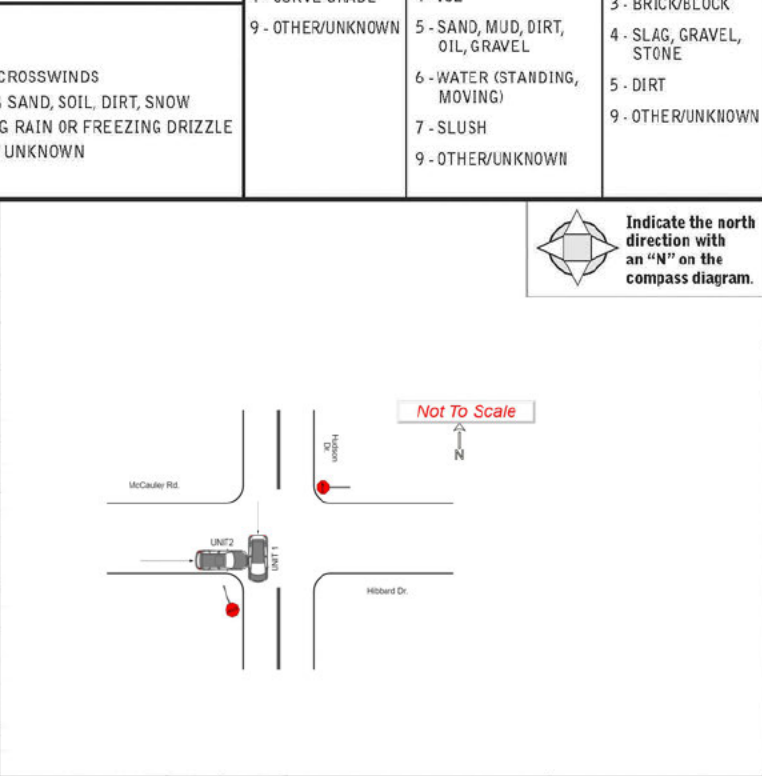 9 - OTHER/UNKNOWN
5 - SAND, MUD, DIRT,
OIL, GRAVEL
6 - WATER (STANDING,
MOVING)
7 - SLUSH
9 - OTHER/UNKNOWN
3 - BRICK/BLOCK
4 - SLAG, GRAVEL,
STONE
5 - DIRT
9 - OTHER/UNKNOWN
CROSSWINDS
SAND, SOIL, DIRT, SNOW
G RAIN OR FREEZING DRIZZLE
UNKNOWN
Indicate the north
direction with
an “N” on the
compass diagram.
Not To Scale
N
Hudson
Dr.
McCauley Rd.
UNIT2
UNIT 1
Hibbard Dr.